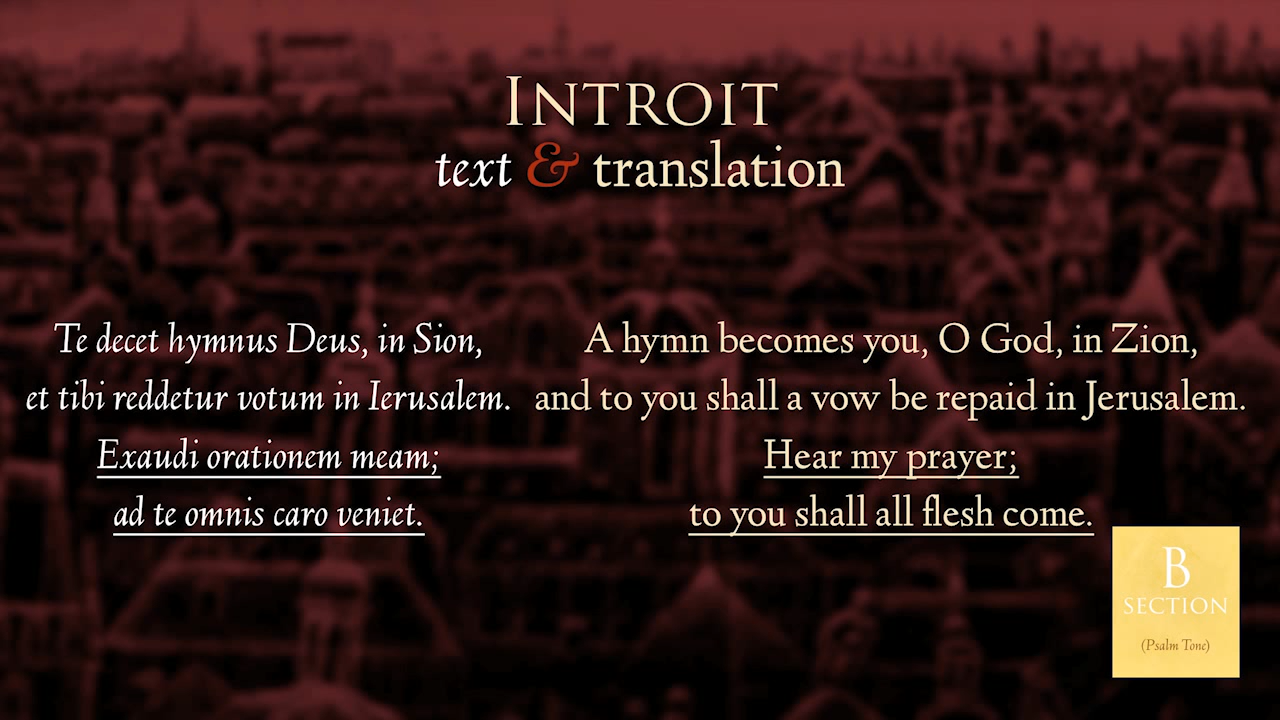 INTROIT
text & translation
Te decet hymnus Deus, in Sion,
et tibi reddetur votum in Ierusalem.
Exaudi orationem meam;
ad te omnis caro veniet.
A hymn becomes you, O God, in Zion,
and to you shall a vow be repaid in Jerusalem.
Hear my prayer;
to you shall all flesh come.
B
SECTION
(Psalm Tone)